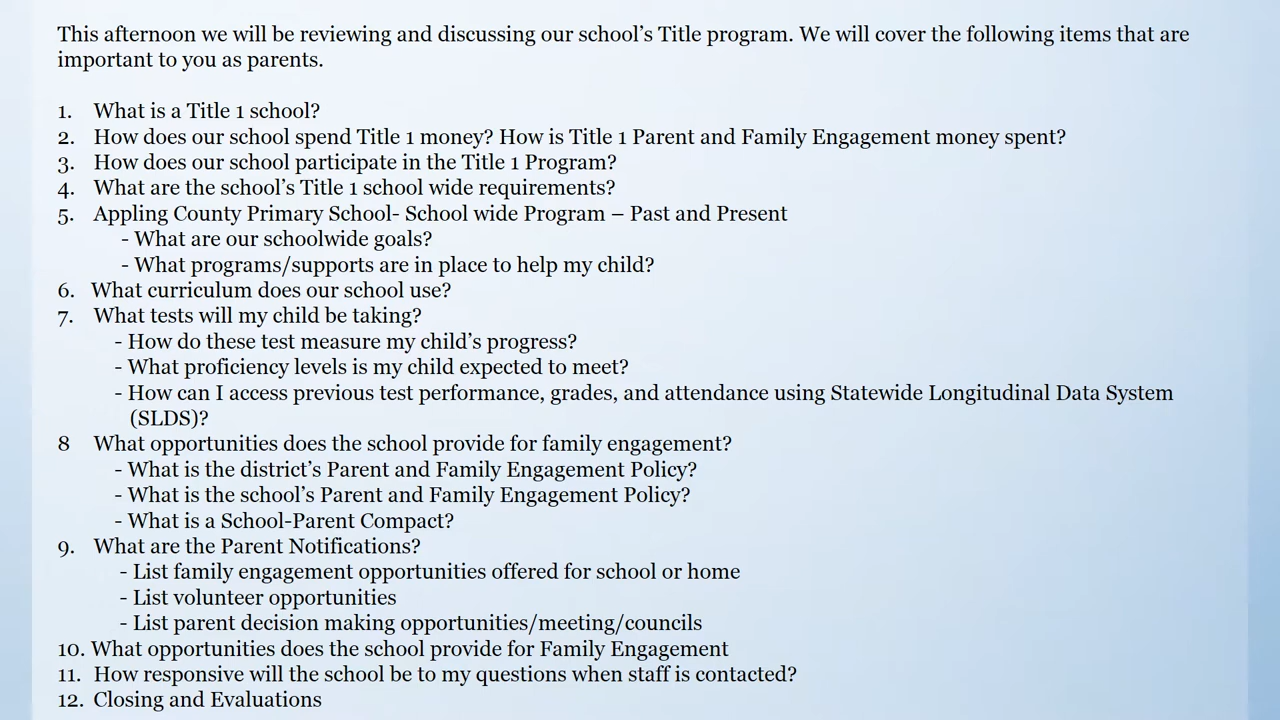 This afternoon we will be reviewing and discussing our school’s Title program. We will cover the following items that are
important to you as parents.
1. What is a Title 1 school?
2. How does our school spend Title 1 money? How is Title 1 Parent and Family Engagement money spent?
3. How does our school participate in the Title 1 Program?
4. What are the school’s Title 1 school wide requirements?
5. Appling County Primary School- School wide Program – Past and Present
- What are our schoolwide goals?
- What programs/supports are in place to help my child?
6. What curriculum does our school use?
7. What tests will my child be taking?
- How do these test measure my child’s progress?
- What proficiency levels is my child expected to meet?
- How can I access previous test performance, grades, and attendance using Statewide Longitudinal Data System
(SLDS)?
8 What opportunities does the school provide for family engagement?
- What is the district’s Parent and Family Engagement Policy?
- What is the school’s Parent and Family Engagement Policy?
- What is a School-Parent Compact?
9. What are the Parent Notifications?
- List family engagement opportunities offered for school or home
- List volunteer opportunities
- List parent decision making opportunities/meeting/councils
10. What opportunities does the school provide for Family Engagement
11. How responsive will the school be to my questions when staff is contacted?
12. Closing and Evaluations